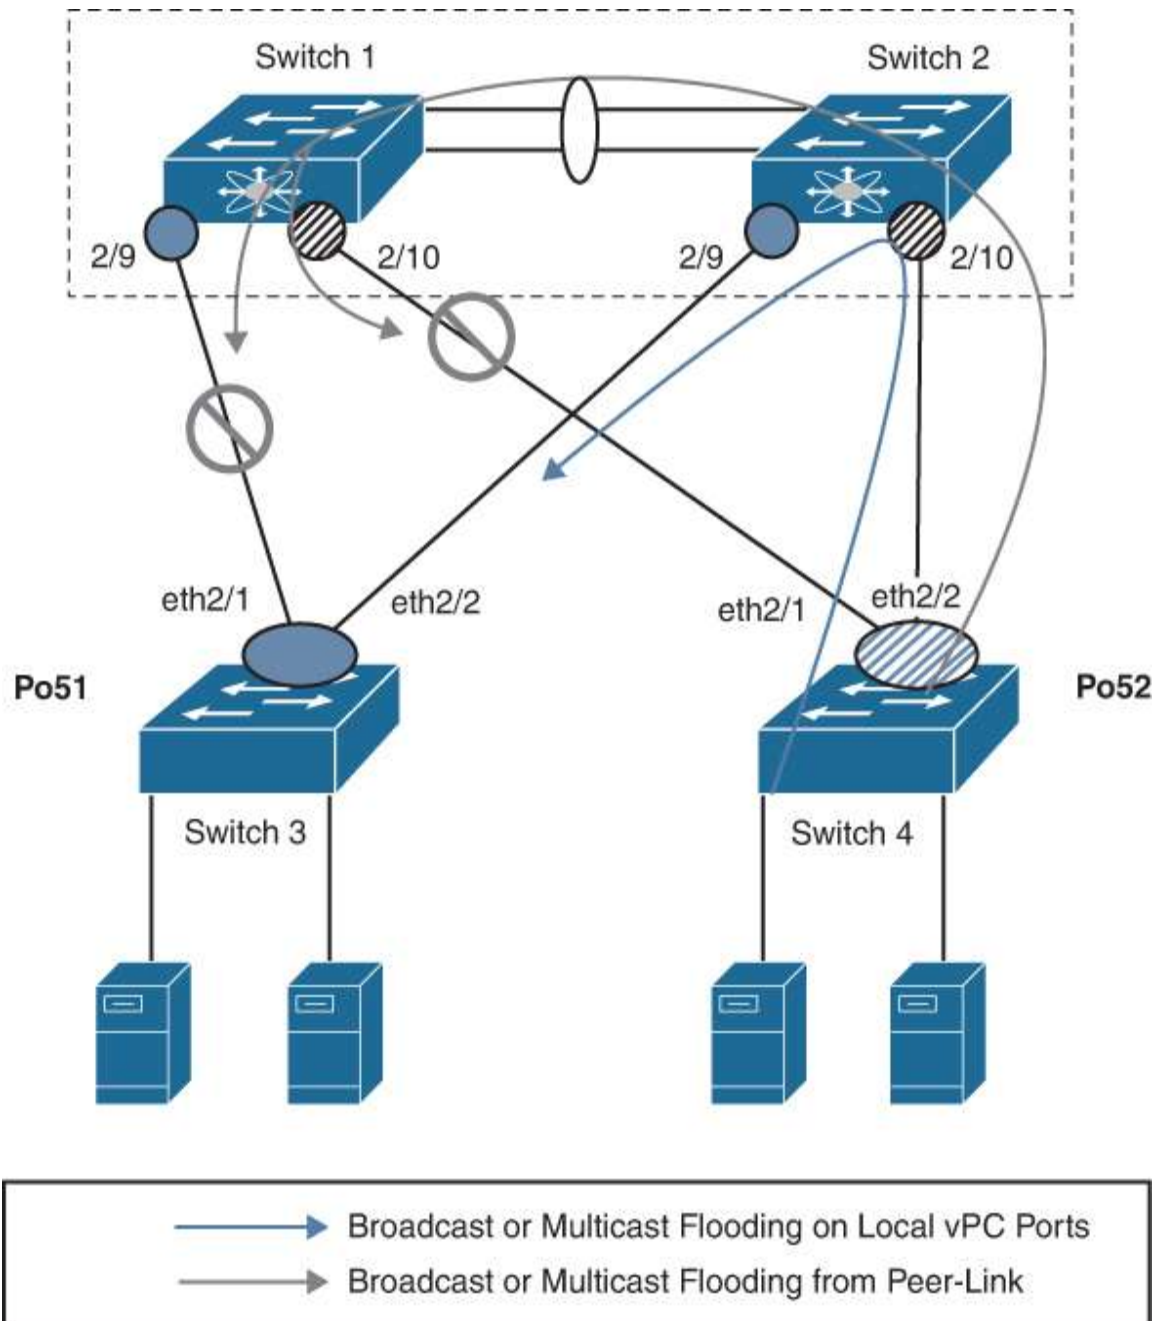 Switch 1
Switch 2
2/9
2/10
2/9
2/10
eth2/1
eth2/2
eth2/1
eth2/2
Po51
Po52
Switch 3
Switch 4
Broadcast or Multicast Flooding on Local vPC Ports
Broadcast or Multicast Flooding from Peer-Link